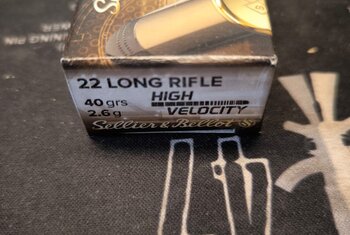 22 LONG RIFLE
HIGH
40 grs
VELOCITY
2.6 g
Sellier & Bellot